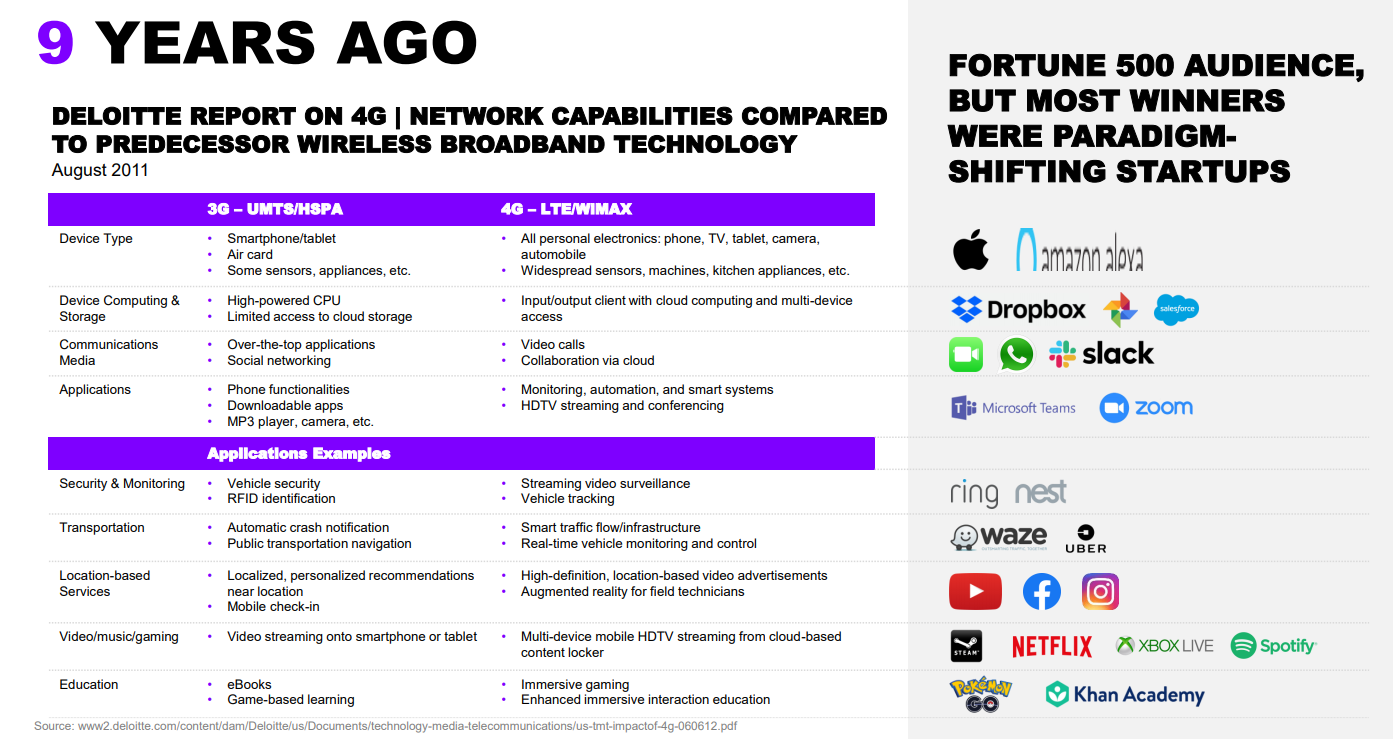 9 YEARS AGO
DELOITTE REPORT ON 4G | NETWORK CAPABILITIES COMPARED
TO PREDECESSOR WIRELESS BROADBAND TECHNOLOGY
August 2011
3G – UMTS/HSPA
4G – LTE/WIMAX
Device Type
• Smartphone/tablet
• Air card
• Some sensors, appliances, etc.
• All personal electronics: phone, TV, tablet, camera,
automobile
• Widespread sensors, machines, kitchen appliances, etc.
Device Computing &
Storage
• High-powered CPU
• Limited access to cloud storage
• Input/output client with cloud computing and multi-device
access
Communications
Media
• Over-the-top applications
• Social networking
• Video calls
• Collaboration via cloud
Applications
• Phone functionalities
• Downloadable apps
• MP3 player, camera, etc.
• Monitoring, automation, and smart systems
• HDTV streaming and conferencing
Applications Examples
Security & Monitoring
• Vehicle security
• RFID identification
• Streaming video surveillance
• Vehicle tracking
Transportation
• Automatic crash notification
• Public transportation navigation
• Smart traffic flow/infrastructure
• Real-time vehicle monitoring and control
Location-based
Services
• Localized, personalized recommendations
near location
• Mobile check-in
• High-definition, location-based video advertisements
• Augmented reality for field technicians
Video/music/gaming
• Video streaming onto smartphone or tablet
• Multi-device mobile HDTV streaming from cloud-based
content locker
Education
• eBooks
• Game-based learning
• Immersive gaming
• Enhanced immersive interaction education
Source: www2.deloitte.com/content/dam/Deloitte/us/Documents/technology-media-telecommunications/us-tmt-impactof-4g-060612.pdf
FORTUNE 500 AUDIENCE,
BUT MOST WINNERS
WERE PARADIGM-
SHIFTING STARTUPS
amazon alexa
Dropbox salesforce
slack
Microsoft Teams zoom
ring nest
waze UBER
STEAM NETFLIX XBOX LIVE Spotify
POKéMON GO Khan Academy